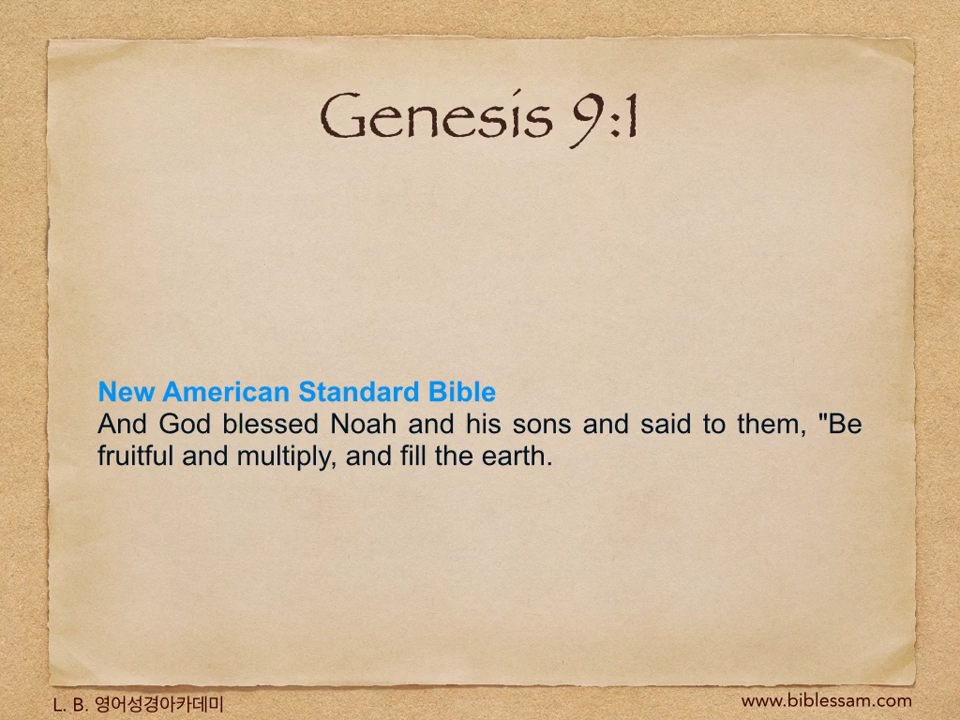 Genesis 9:1
New American Standard Bible
And God blessed Noah and his sons and said to them, "Be
fruitful and multiply, and fill the earth.
L. B. 영어성경아카데미
www.biblessam.com